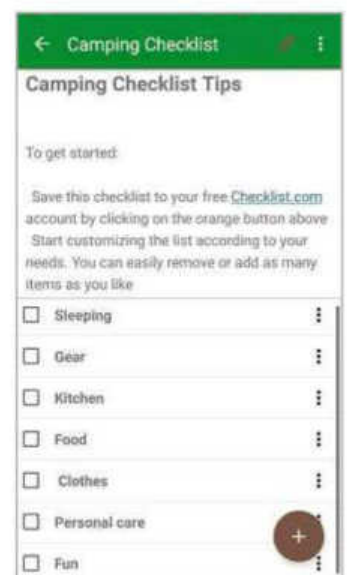 Camping Checklist
Camping Checklist Tips
To get started:
Save this checklist to your free Checklist.com
account by clicking on the orange button above
Start customizing the list according to your
needs. You can easily remove or add as many
items as you like
Sleeping
Gear
Kitchen
Food
Clothes
Personal care
Fun